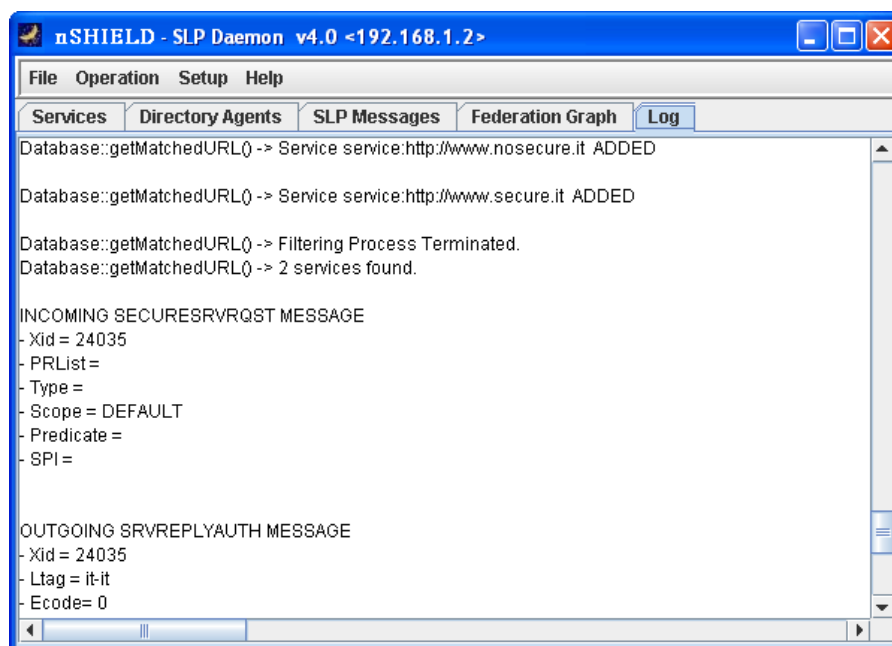 nSHIELD - SLP Daemon v4.0 <192.168.1.2>
File Operation Setup Help
Services Directory Agents SLP Messages Federation Graph Log
Database::getMatchedURL() -> Service service:http://www.nosecure.it ADDED
Database::getMatchedURL() -> Service service:http://www.secure.it ADDED
Database::getMatchedURL() -> Filtering Process Terminated.
Database::getMatchedURL() -> 2 services found.
INCOMING SECURESRVRQST MESSAGE
- Xid = 24035
- PRList =
- Type =
- Scope = DEFAULT
- Predicate =
- SPI =
OUTGOING SRVREPLYAUTH MESSAGE
- Xid = 24035
- Ltag = it-it
- Ecode= 0